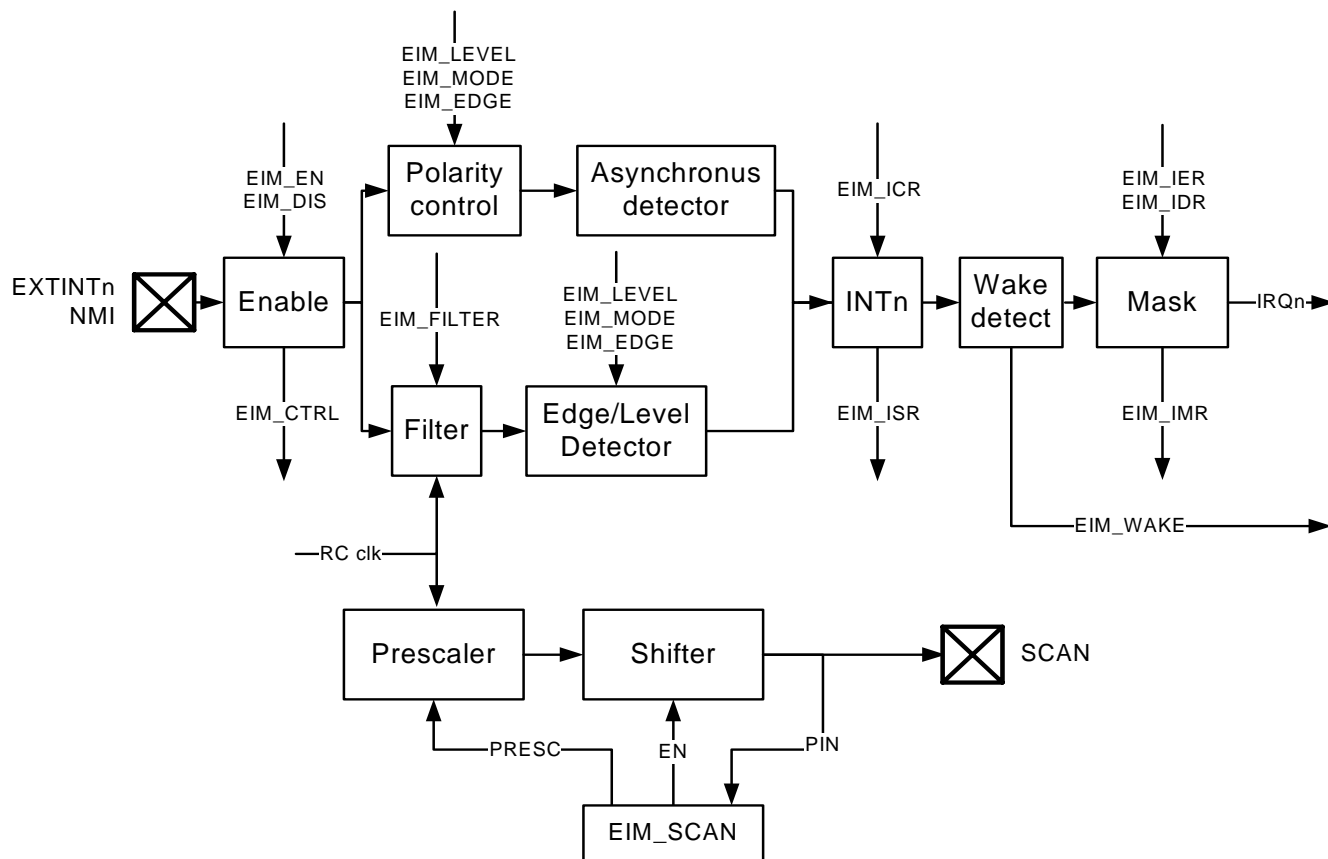 EIM_LEVEL
EIM_MODE
EIM_EDGE
EIM_EN
EIM_DIS
Polarity
control
Asynchronus
detector
EIM_ICR
EIM_IER
EIM_IDR
EXTINTn
NMI
Enable
EIM_FILTER
EIM_LEVEL
EIM_MODE
EIM_EDGE
INTn
Wake
detect
Mask
IRQn
EIM_CTRL
Filter
Edge/Level
Detector
EIM_ISR
EIM_IMR
EIM_WAKE
RC clk
Prescaler
Shifter
SCAN
PRESC
EN
PIN
EIM_SCAN